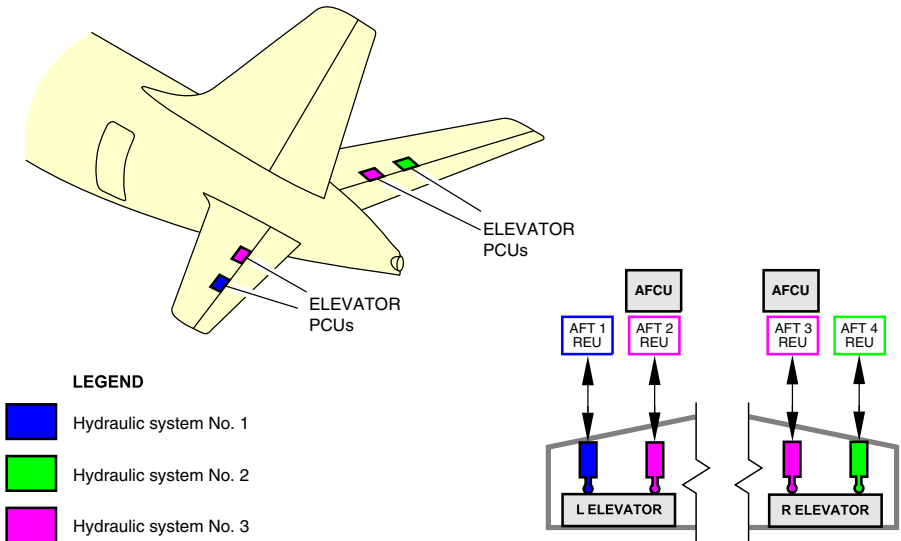 ELEVATOR
PCUs
ELEVATOR
PCUs
LEGEND
Hydraulic system No. 1
Hydraulic system No. 2
Hydraulic system No. 3
AFCU
AFCU
AFT 1
REU
AFT 2
REU
AFT 3
REU
AFT 4
REU
L ELEVATOR
R ELEVATOR